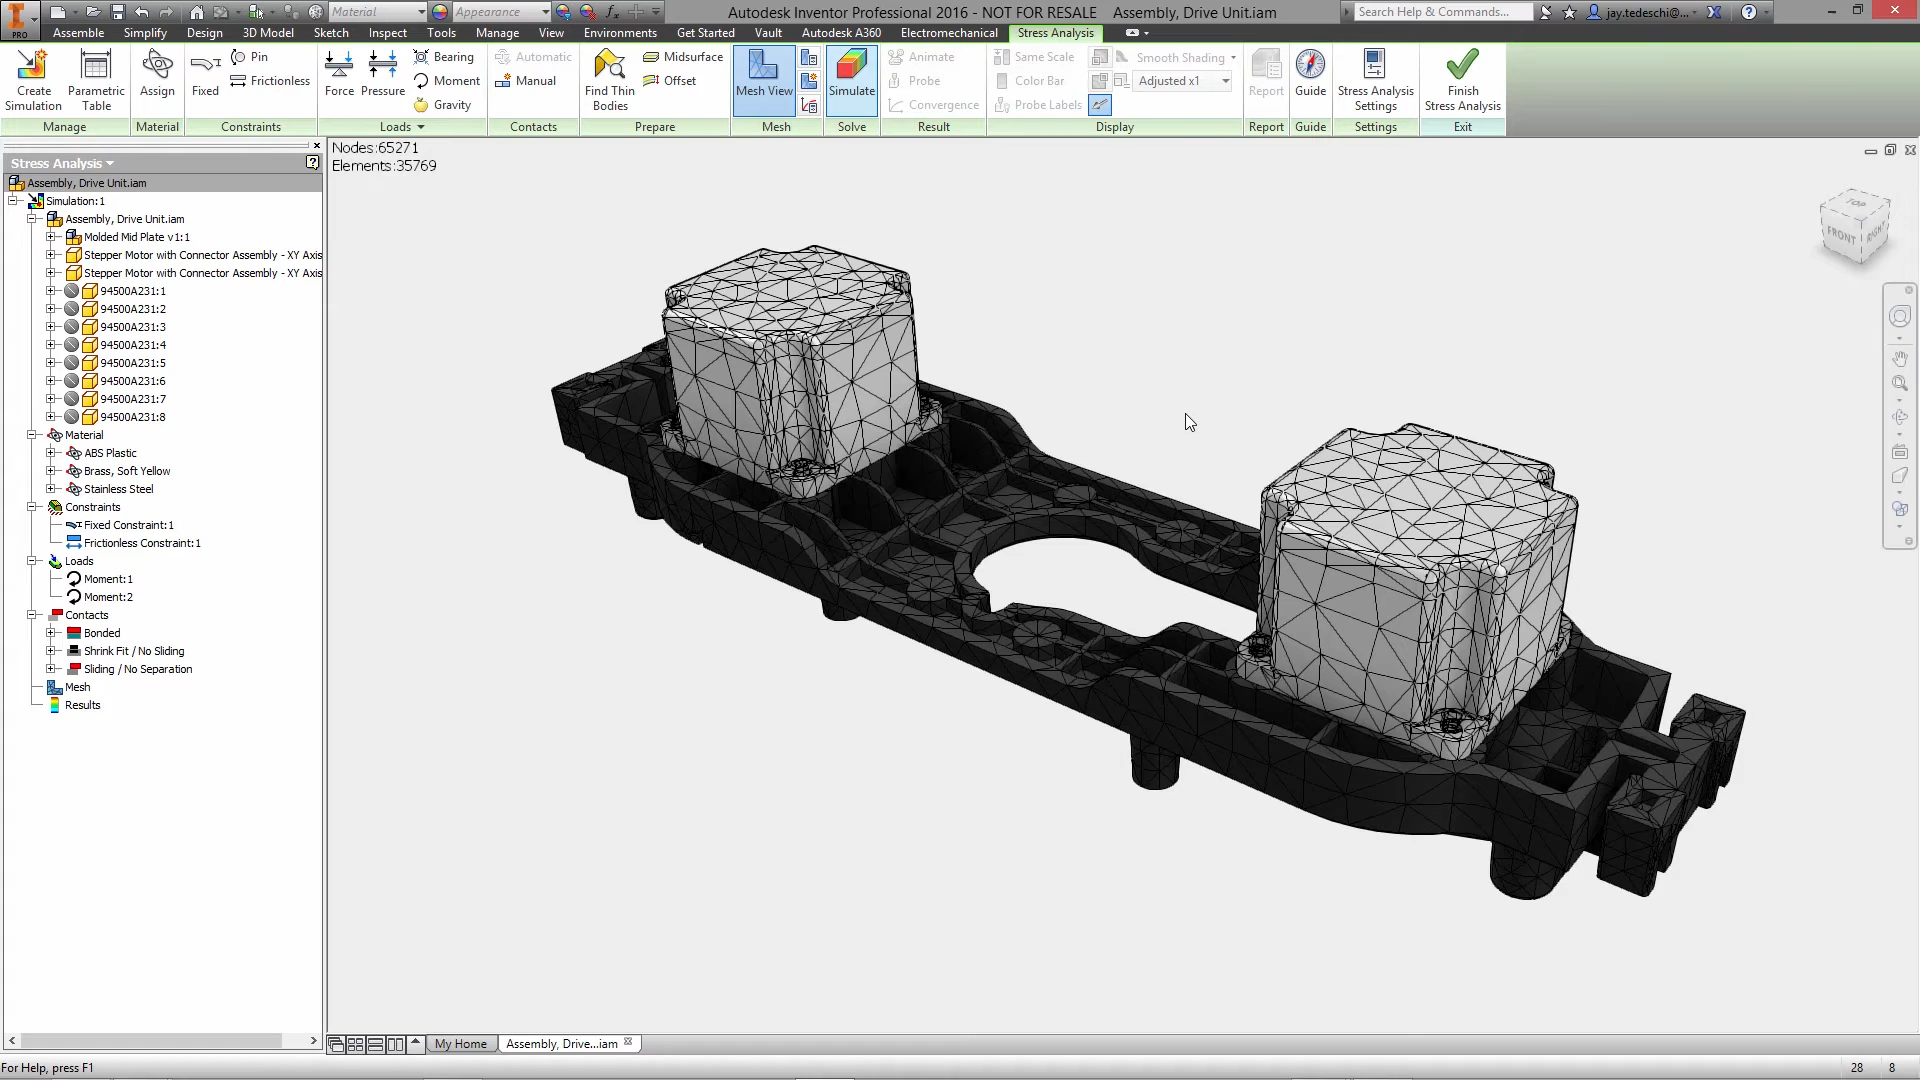 PRO
Material
Appearance
Autodesk Inventor Professional 2016 - NOT FOR RESALE Assembly, Drive Unit.iam
Search Help & Commands...
jay.tedeschi@...
Assemble Simplify Design 3D Model Sketch Inspect Tools Manage View Environments Get Started Vault Autodesk A360 Electromechanical Stress Analysis
Create Simulation
Parametric Table
Manage
Assign
Material
Fixed
Pin
Frictionless
Constraints
Force
Pressure
Bearing
Moment
Gravity
Loads
Automatic
Manual
Contacts
Find Thin Bodies
Midsurface
Offset
Prepare
Mesh View
Mesh
Simulate
Solve
Animate
Probe
Convergence
Result
Same Scale
Color Bar
Probe Labels
Smooth Shading
Adjusted x1
Display
Report
Report
Guide
Guide
Stress Analysis Settings
Settings
Finish Stress Analysis
Exit
Stress Analysis
Assembly, Drive Unit.iam
Simulation:1
Assembly, Drive Unit.iam
Molded Mid Plate v1:1
Stepper Motor with Connector Assembly - XY Axis
Stepper Motor with Connector Assembly - XY Axis
94500A231:1
94500A231:2
94500A231:3
94500A231:4
94500A231:5
94500A231:6
94500A231:7
94500A231:8
Material
ABS Plastic
Brass, Soft Yellow
Stainless Steel
Constraints
Fixed Constraint:1
Frictionless Constraint:1
Loads
Moment:1
Moment:2
Contacts
Bonded
Shrink Fit / No Sliding
Sliding / No Separation
Mesh
Results
Nodes:65271
Elements:35769
TOP
FRONT
RIGHT
My Home
Assembly, Drive...iam
For Help, press F1
28 8